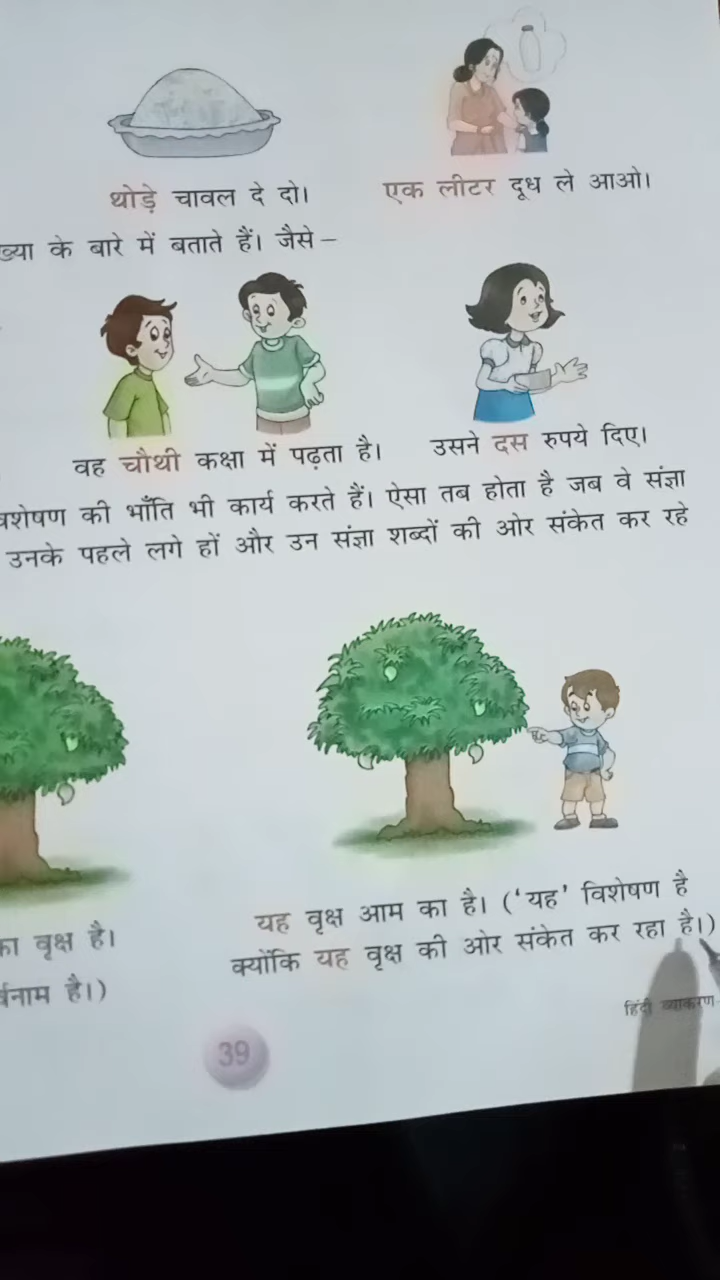 थोड़े चावल दे दो। एक लीटर दूध ले आओ।
ख्या के बारे में बताते हैं। जैसे –
वह चौथी कक्षा में पढ़ता है। उसने दस रुपये दिए।
वशेषण की भाँति भी कार्य करते हैं। ऐसा तब होता है जब वे संज्ञा
उनके पहले लगे हों और उन संज्ञा शब्दों की ओर संकेत कर रहे
का वृक्ष है। यह वृक्ष आम का है। (‘यह’ विशेषण है
र्वनाम है।) क्योंकि यह वृक्ष की ओर संकेत कर रहा है।)
हिंदी व्याकरण-
39